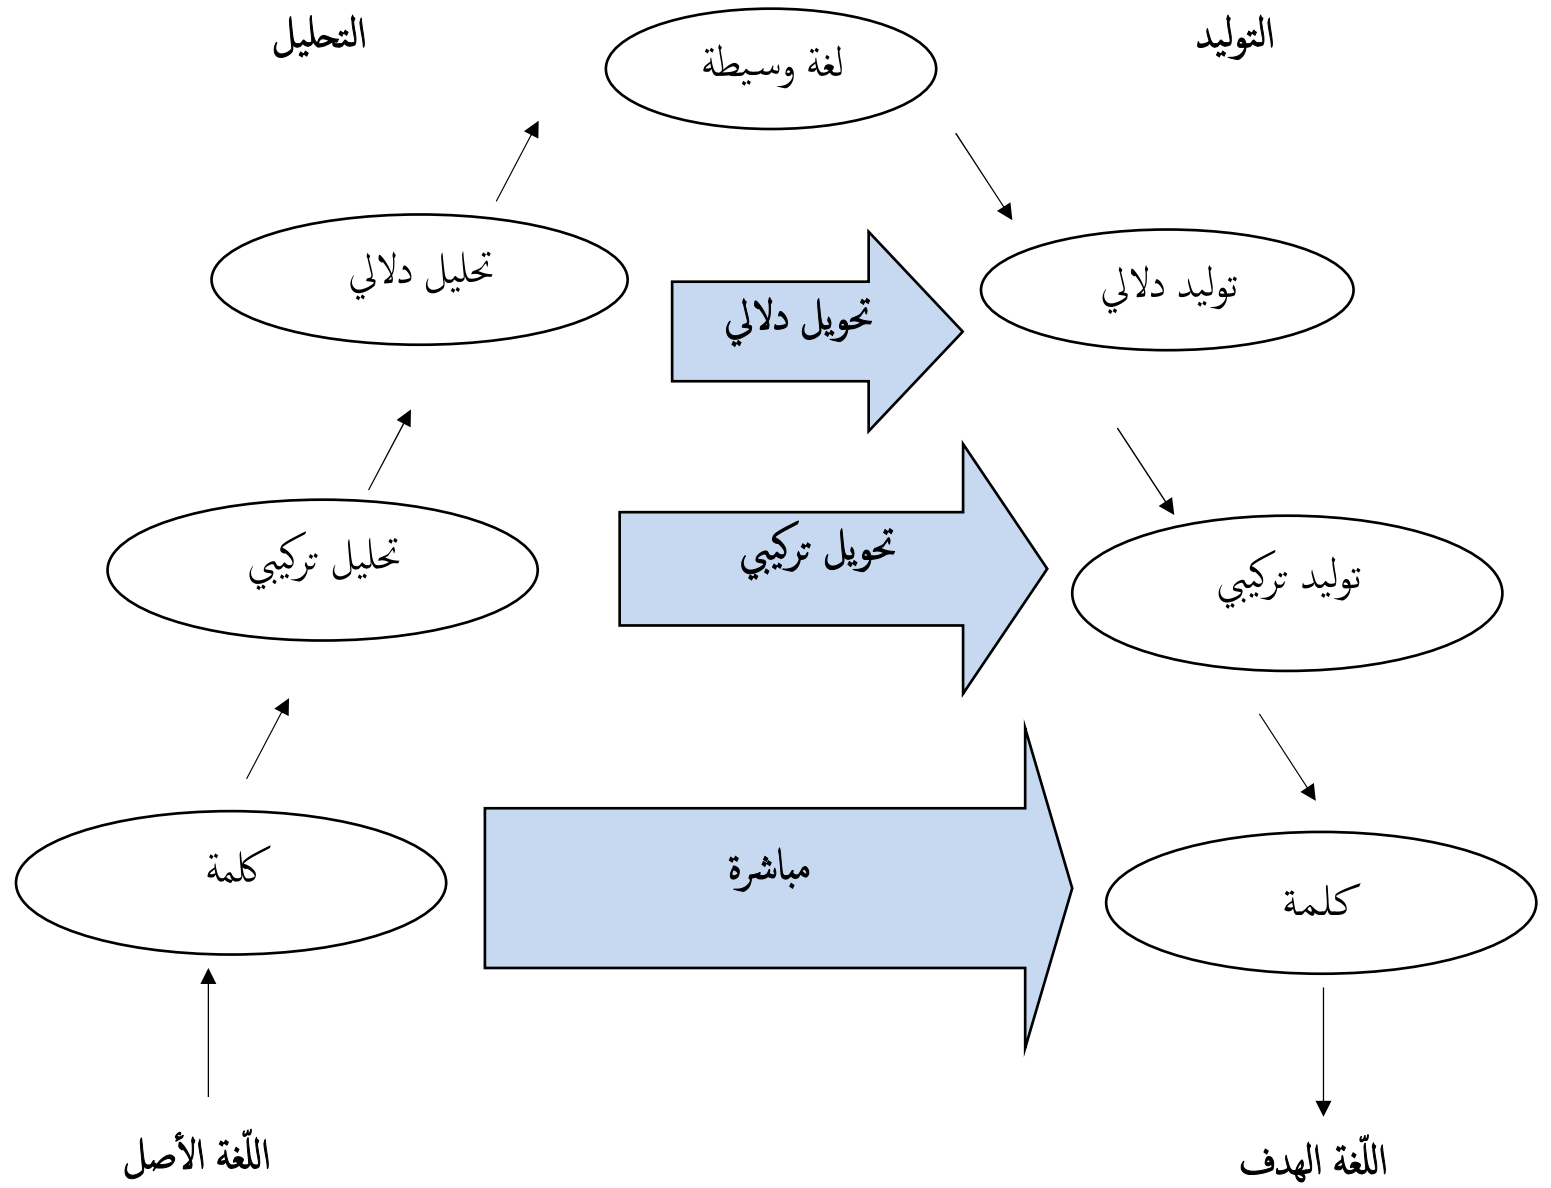 التوليد
التحليل
لغة وسيطة
تحليل دلالي
تحويل دلالي
توليد دلالي
تحليل تركيبي
تحويل تركيبي
توليد تركيبي
كلمة
مباشرة
كلمة
اللّغة الأصل
اللّغة الهدف